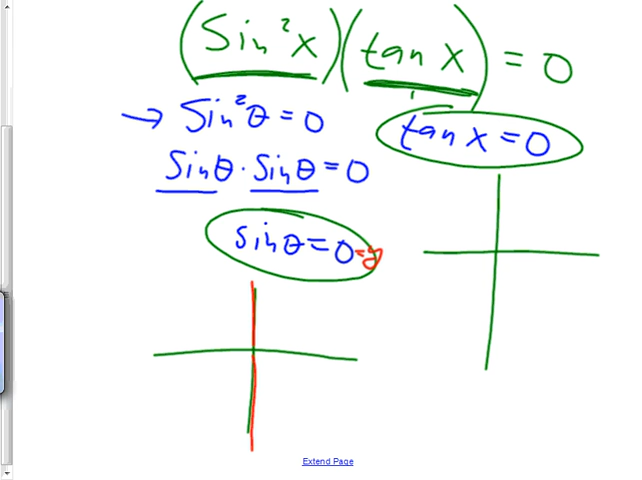 (Sin²x)(tan x) = 0
→ Sin²θ = 0
tan x = 0
Sinθ · Sinθ = 0
sinθ = 0 = y
Extend Page